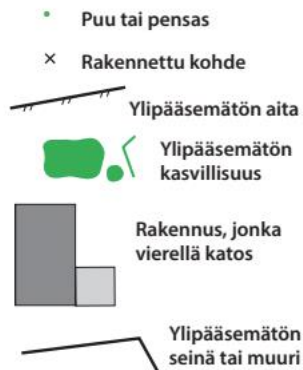 Puu tai pensas
Rakennettu kohde
Ylipääsemätön aita
Ylipääsemätön
kasvillisuus
Rakennus, jonka
vierellä katos
Ylipääsemätön
seinä tai muuri